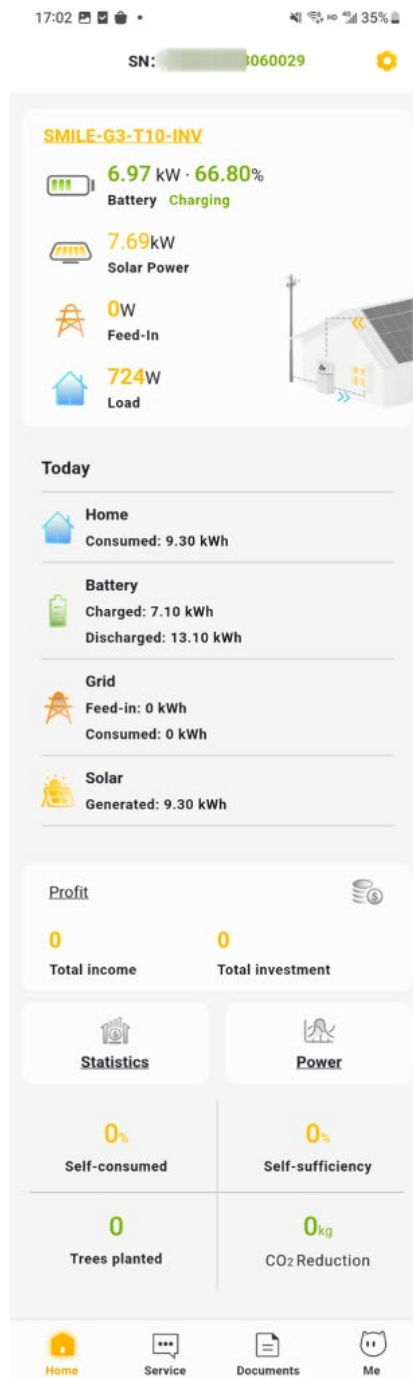 17:02
HD 4G 35%
SN: 060029
SMILE-G3-T10-INV
6.97 kW · 66.80%
Battery Charging
7.69kW
Solar Power
0W
Feed-In
724W
Load
Today
Home
Consumed: 9.30 kWh
Battery
Charged: 7.10 kWh
Discharged: 13.10 kWh
Grid
Feed-in: 0 kWh
Consumed: 0 kWh
Solar
Generated: 9.30 kWh
Profit
0 0
Total income Total investment
Statistics Power
0% 0%
Self-consumed Self-sufficiency
0 0kg
Trees planted CO2 Reduction
Home Service Documents Me